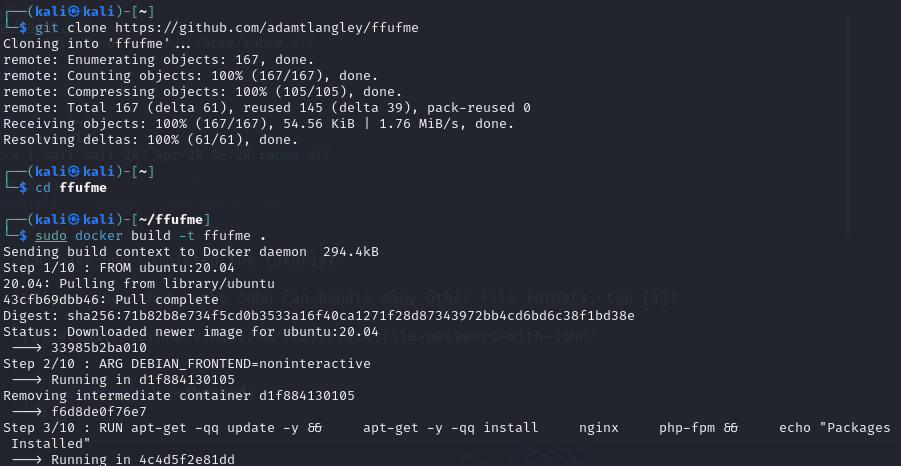 ┌──(kali㉿kali)-[~]
└─$ git clone https://github.com/adamtlangley/ffufme
Cloning into 'ffufme'...
remote: Enumerating objects: 167, done.
remote: Counting objects: 100% (167/167), done.
remote: Compressing objects: 100% (105/105), done.
remote: Total 167 (delta 61), reused 145 (delta 39), pack-reused 0
Receiving objects: 100% (167/167), 54.56 KiB | 1.76 MiB/s, done.
Resolving deltas: 100% (61/61), done.
┌──(kali㉿kali)-[~]
└─$ cd ffufme
┌──(kali㉿kali)-[~/ffufme]
└─$ sudo docker build -t ffufme .
Sending build context to Docker daemon  294.4kB
Step 1/10 : FROM ubuntu:20.04
20.04: Pulling from library/ubuntu
43cfb69dbb46: Pull complete
Digest: sha256:71b82b8e734f5cd0b3533a16f40ca1271f28d87343972bb4cd6bd6c38f1bd38e
Status: Downloaded newer image for ubuntu:20.04
 ---> 33985b2ba010
Step 2/10 : ARG DEBIAN_FRONTEND=noninteractive
 ---> Running in d1f884130105
Removing intermediate container d1f884130105
 ---> f6d8de0f76e7
Step 3/10 : RUN apt-get -qq update -y &&     apt-get -y -qq install     nginx     php-fpm &&     echo "Packages
Installed"
 ---> Running in 4c4d5f2e81dd